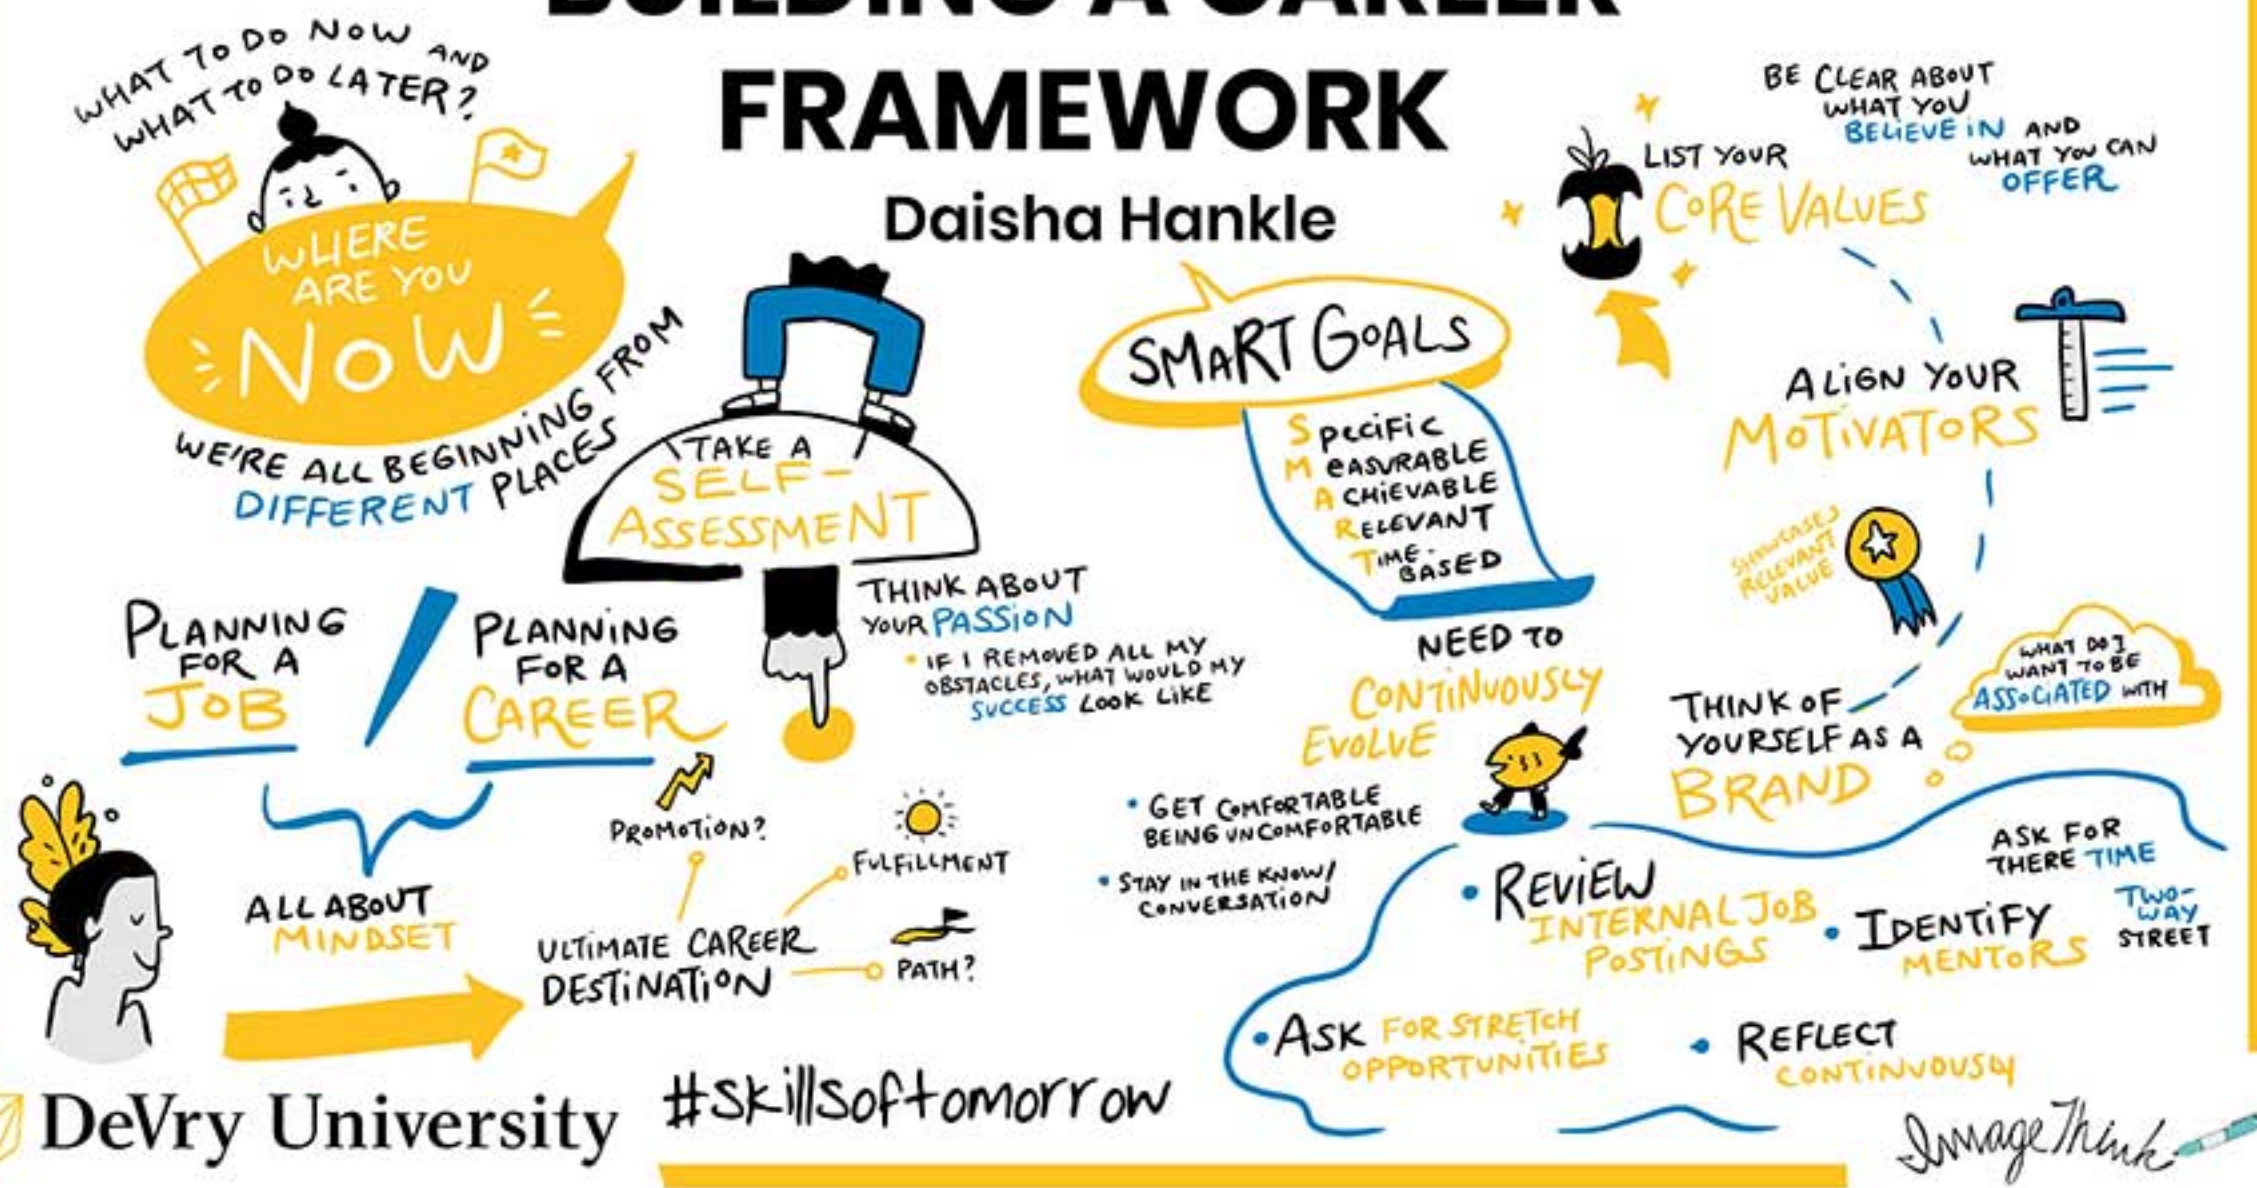 BUILDING A CAREER
FRAMEWORK
Daisha Hankle
WHAT TO DO NOW AND
WHAT TO DO LATER?
WHERE
ARE YOU
NOW
WE'RE ALL BEGINNING FROM
DIFFERENT PLACES
TAKE A
SELF-
ASSESSMENT
THINK ABOUT
YOUR PASSION
• IF I REMOVED ALL MY
OBSTACLES, WHAT WOULD MY
SUCCESS LOOK LIKE
PLANNING
FOR A
JOB
PLANNING
FOR A
CAREER
ALL ABOUT
MINDSET
ULTIMATE CAREER
DESTINATION
PROMOTION?
FULFILLMENT
PATH?
SMART GOALS
SPECIFIC
MEASURABLE
ACHIEVABLE
RELEVANT
TIME-
BASED
NEED TO
CONTINUOUSLY
EVOLVE
• GET COMFORTABLE
BEING UNCOMFORTABLE
• STAY IN THE KNOW/
CONVERSATION
LIST YOUR
CORE VALUES
BE CLEAR ABOUT
WHAT YOU
BELIEVE IN AND
WHAT YOU CAN
OFFER
ALIGN YOUR
MOTIVATORS
SHOWCASES
RELEVANT
VALUE
THINK OF
YOURSELF AS A
BRAND
WHAT DO I
WANT TO BE
ASSOCIATED WITH
• REVIEW
INTERNAL JOB
POSTINGS
• IDENTIFY
MENTORS
ASK FOR
THERE TIME
TWO-
WAY
STREET
• ASK FOR STRETCH
OPPORTUNITIES
• REFLECT
CONTINUOUSLY
DeVry University
#skillsoftomorrow
ImageThink